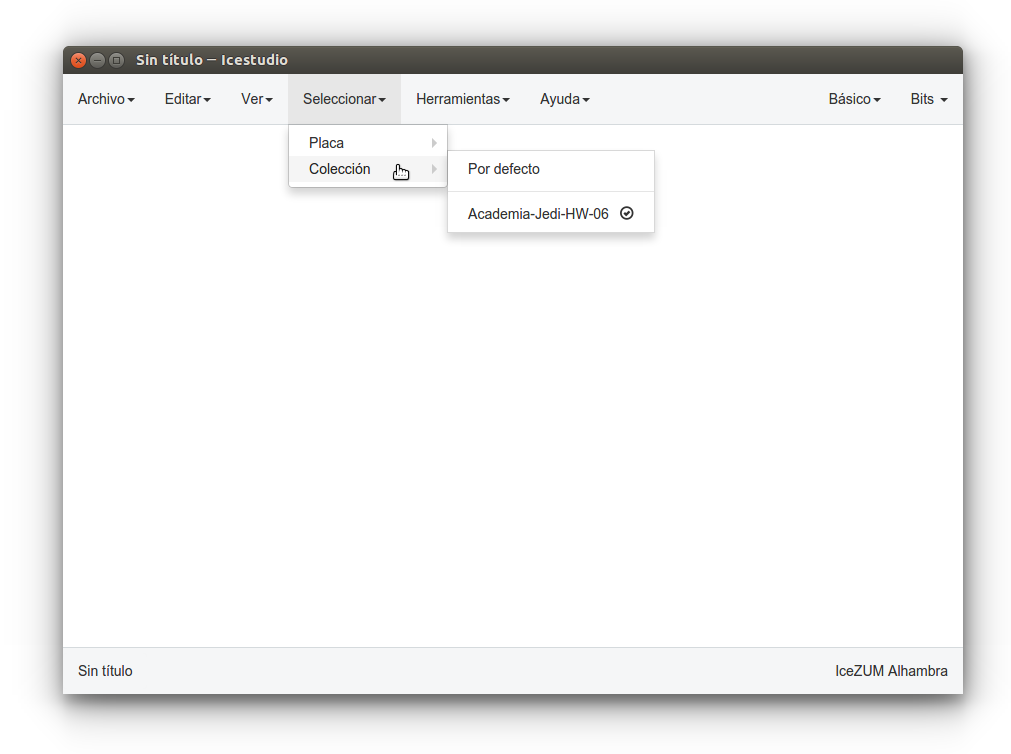 Sin título – Icestudio
Archivo Editar Ver Seleccionar Herramientas Ayuda Básico Bits
Placa
Colección Por defecto
Academia-Jedi-HW-06
Sin título IceZUM Alhambra